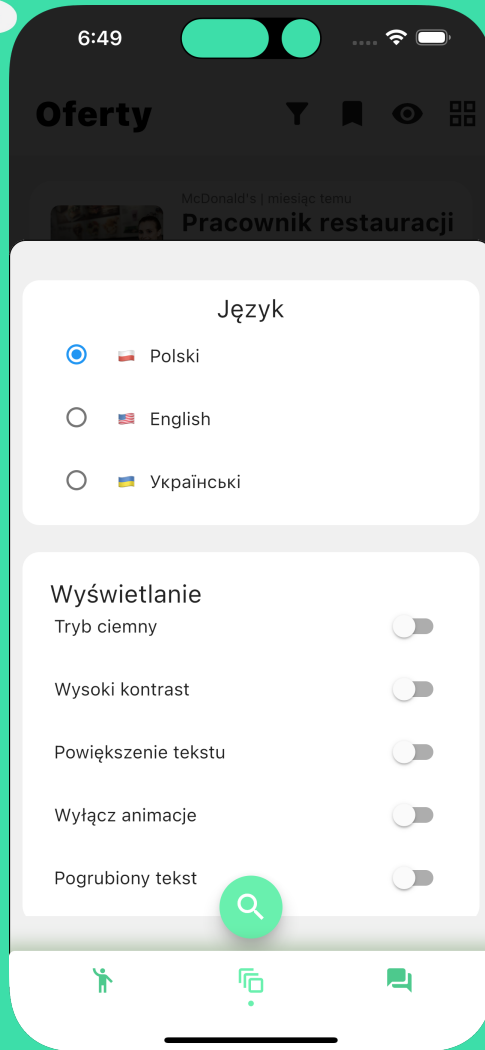 6:49
Oferty
McDonald's | miesiąc temu
Pracownik restauracji
Język
Polski
English
Українські
Wyświetlanie
Tryb ciemny
Wysoki kontrast
Powiększenie tekstu
Wyłącz animacje
Pogrubiony tekst